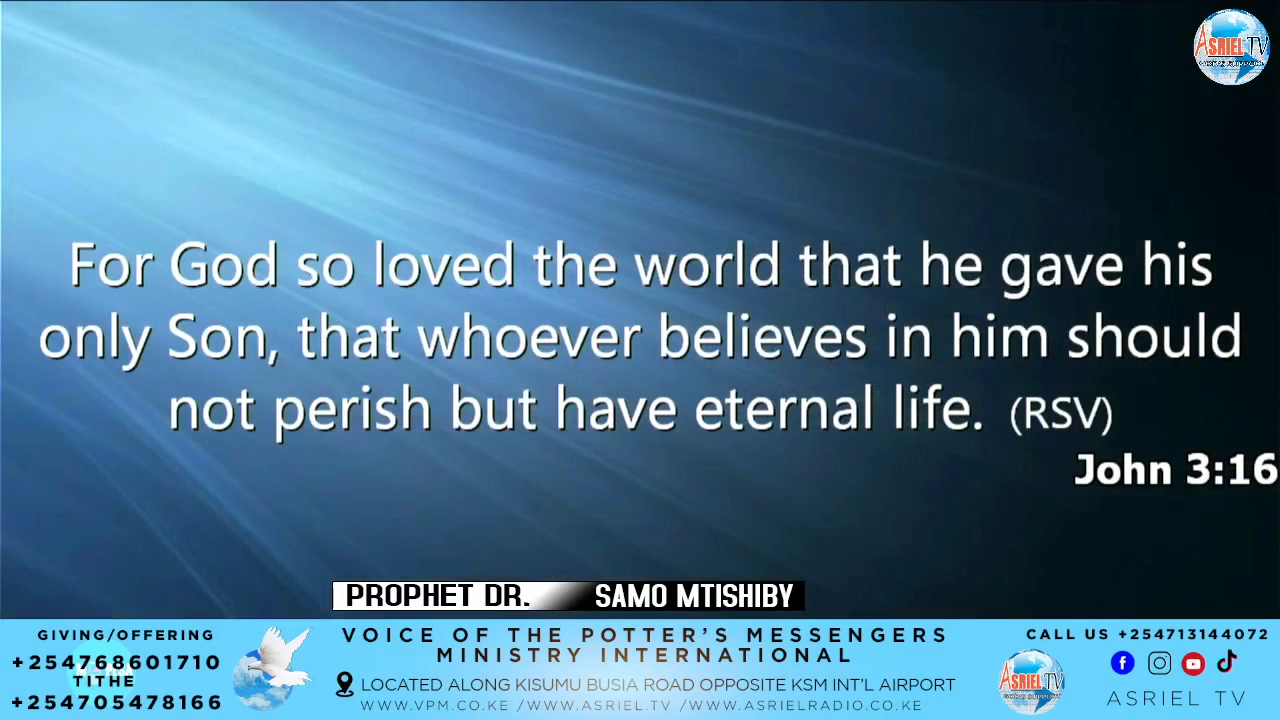 ASRIEL TV
For God so loved the world that he gave his
only Son, that whoever believes in him should
not perish but have eternal life. (RSV)
John 3:16
PROPHET DR. SAMO MTISHIBY
GIVING/OFFERING
+254768601710
TITHE
+254705478166
VOICE OF THE POTTER'S MESSENGERS
MINISTRY INTERNATIONAL
LOCATED ALONG KISUMU BUSIA ROAD OPPOSITE KSM INT'L AIRPORT
WWW.VPM.CO.KE /WWW.ASRIEL.TV /WWW.ASRIELRADIO.CO.KE
ASRIEL TV
CALL US +254713144072
ASRIEL TV